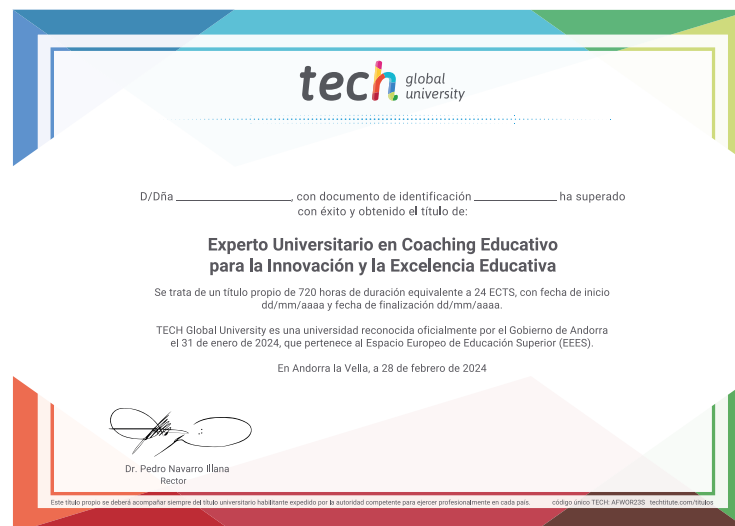 tech global university
D/Dña ______________, con documento de identificación ____________ ha superado
con éxito y obtenido el título de:
Experto Universitario en Coaching Educativo
para la Innovación y la Excelencia Educativa
Se trata de un título propio de 720 horas de duración equivalente a 24 ECTS, con fecha de inicio
dd/mm/aaaa y fecha de finalización dd/mm/aaaa.
TECH Global University es una universidad reconocida oficialmente por el Gobierno de Andorra
el 31 de enero de 2024, que pertenece al Espacio Europeo de Educación Superior (EEES).
En Andorra la Vella, a 28 de febrero de 2024
Dr. Pedro Navarro Illana
Rector
Este título propio se deberá acompañar siempre del título universitario habilitante expedido por la autoridad competente para ejercer profesionalmente en cada país. código único TECH: AFWOR23S techtitute.com/titulos